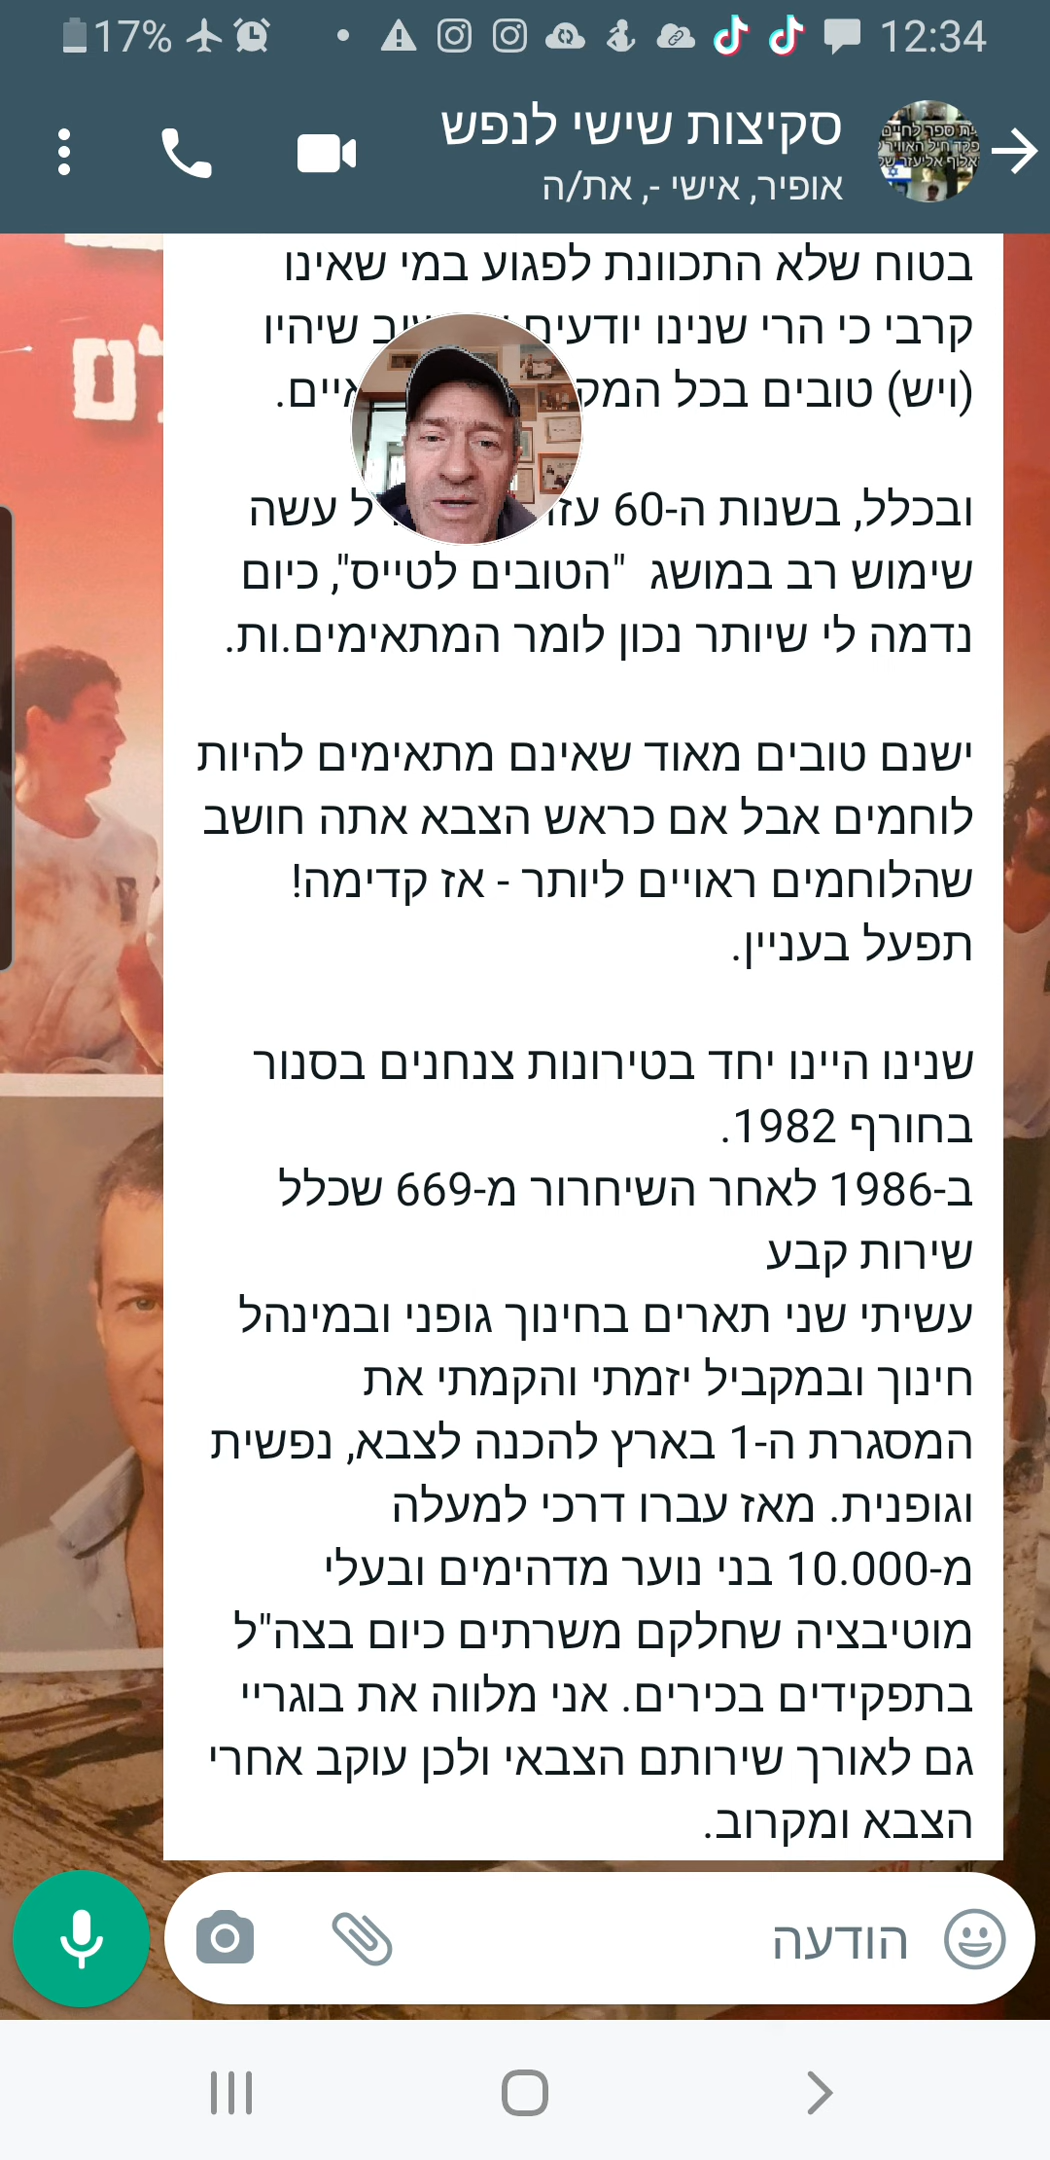 17%
12:34
סקיצות שישי לנפש
אופיר, אישי -, את/ה
בטוח שלא התכוונת לפגוע במי שאינו
קרבי כי הרי שנינו יודעים שיהיו
(ויש) טובים בכל
ובכלל, בשנות ה-60 עשה
שימוש רב במושג "הטובים לטייס", כיום
נדמה לי שיותר נכון לומר המתאימים.ות.
ישנם טובים מאוד שאינם מתאימים להיות
לוחמים אבל אם כראש הצבא אתה חושב
שהלוחמים ראויים ליותר - אז קדימה!
תפעל בעניין.
שנינו היינו יחד בטירונות צנחנים בסנור
בחורף 1982.
ב-1986 לאחר השיחרור מ-669 שכלל
שירות קבע
עשיתי שני תארים בחינוך גופני ובמינהל
חינוך ובמקביל יזמתי והקמתי את
המסגרת ה-1 בארץ להכנה לצבא, נפשית
וגופנית. מאז עברו דרכי למעלה
מ-10.000 בני נוער מדהימים ובעלי
מוטיבציה שחלקם משרתים כיום בצה"ל
בתפקידים בכירים. אני מלווה את בוגריי
גם לאורך שירותם הצבאי ולכן עוקב אחרי
הצבא ומקרוב.
הודעה